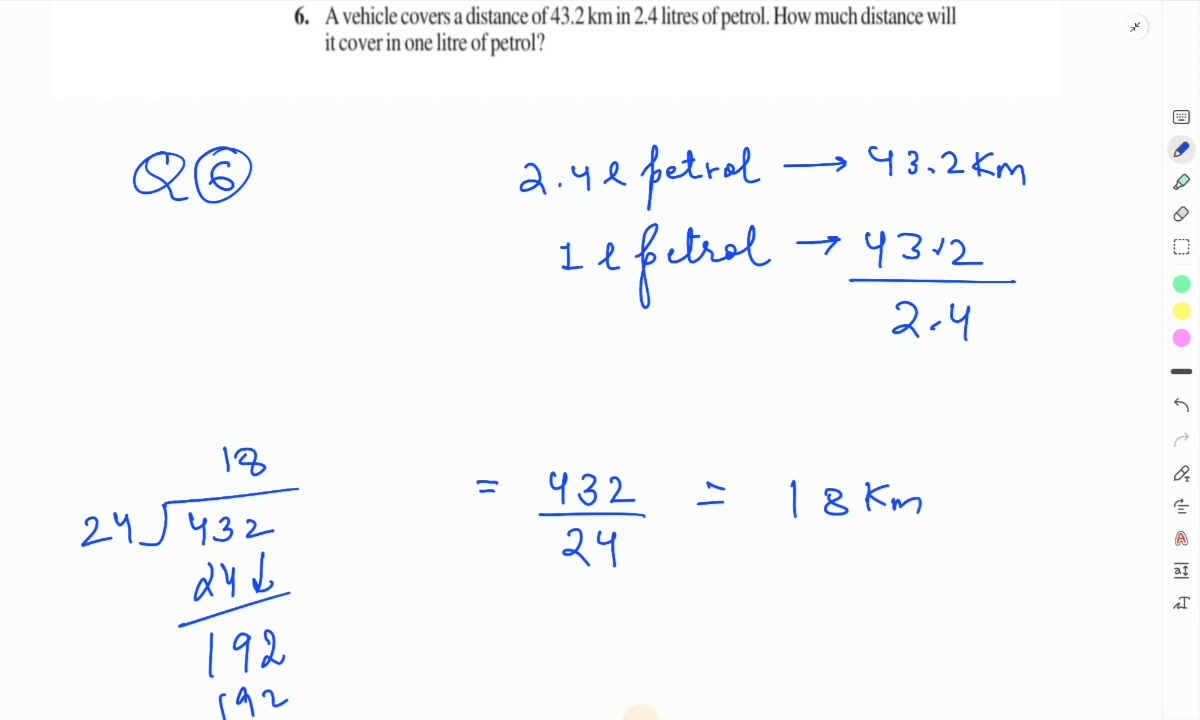 6. A vehicle covers a distance of 43.2 km in 2.4 litres of petrol. How much distance will
it cover in one litre of petrol?
Q 6
2.4 l petrol → 43.2 Km
1 l petrol → 43.2
2.4
18
24 432
24 ↓
192
192
= 432 = 18 Km
24